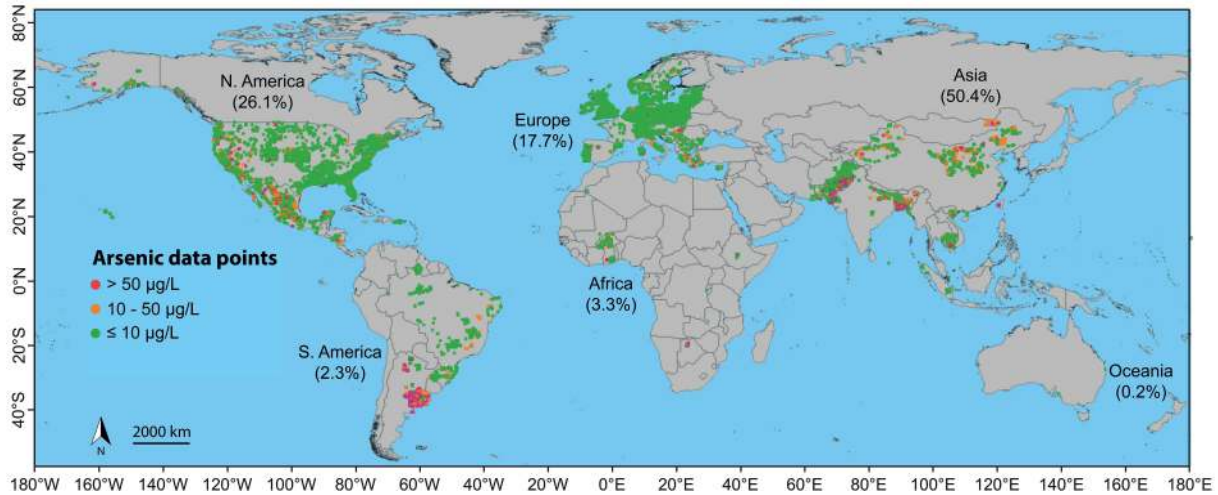 80°N
60°N
40°N
20°N
0°N
20°S
40°S
N. America
(26.1%)
Europe
(17.7%)
Asia
(50.4%)
Africa
(3.3%)
S. America
(2.3%)
Oceania
(0.2%)
Arsenic data points
> 50 µg/L
10 - 50 µg/L
≤ 10 µg/L
N
2000 km
180°W 160°W 140°W 120°W 100°W 80°W 60°W 40°W 20°W 0°E 20°E 40°E 60°E 80°E 100°E 120°E 140°E 160°E 180°E